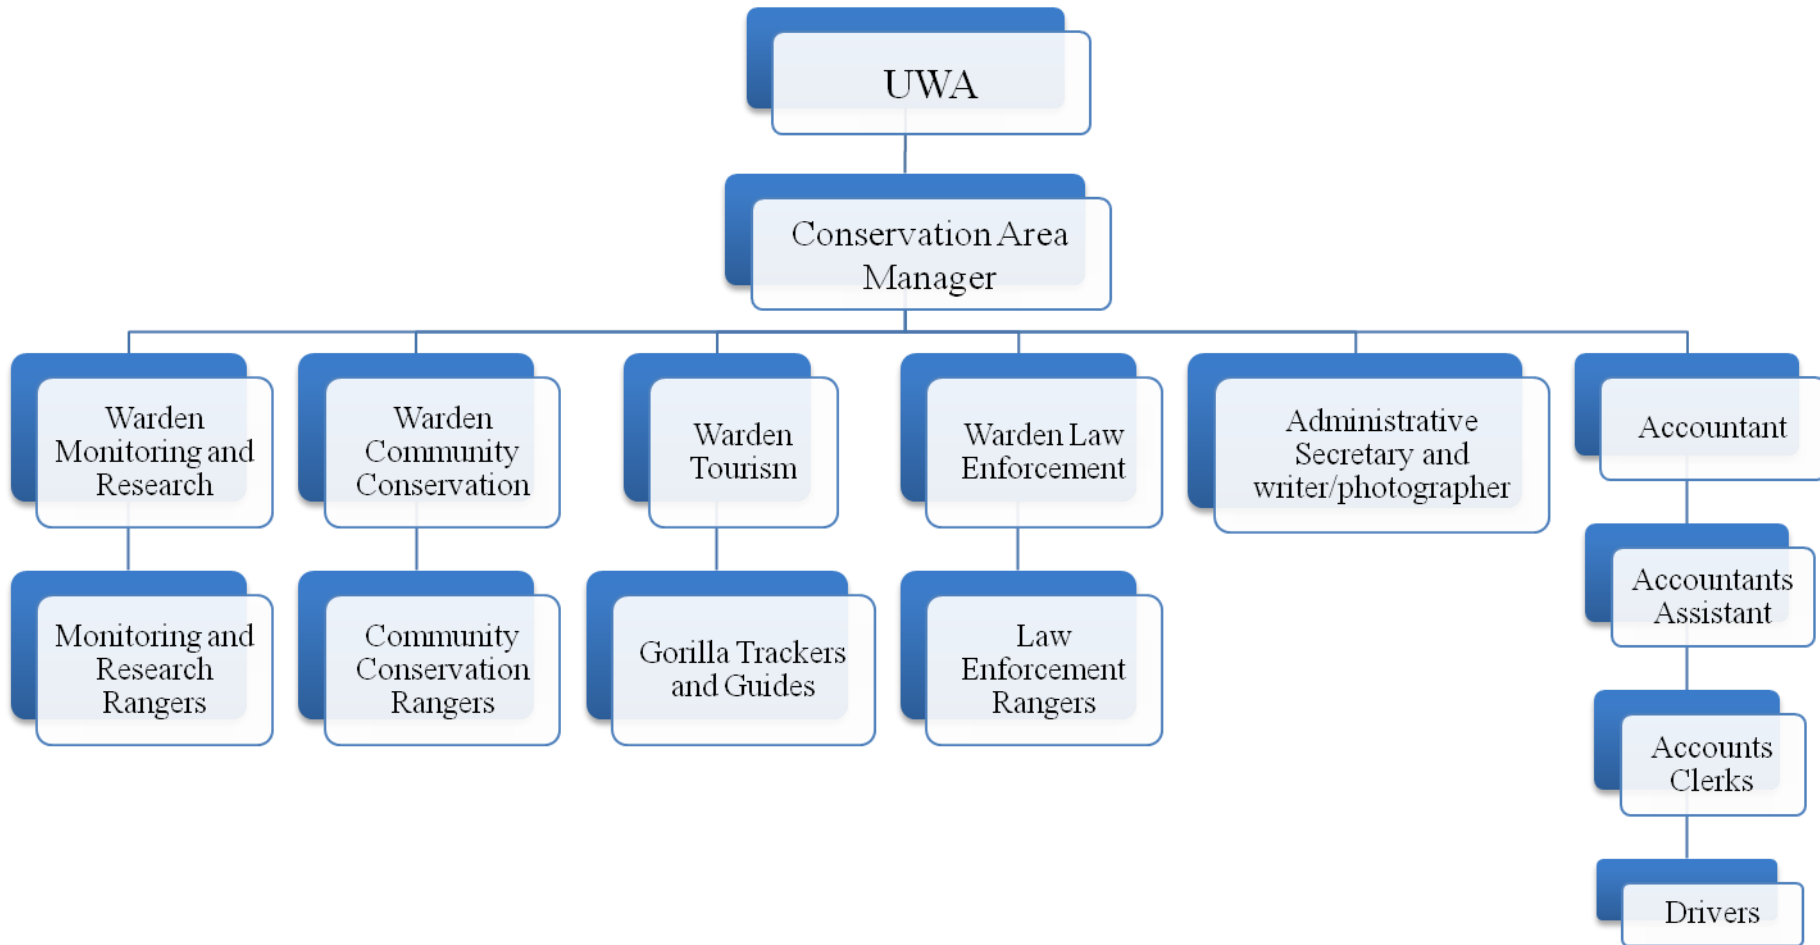 UWA
Conservation Area
Manager
Warden
Monitoring and
Research
Warden
Community
Conservation
Warden
Tourism
Warden Law
Enforcement
Administrative
Secretary and
writer/photographer
Accountant
Monitoring and
Research
Rangers
Community
Conservation
Rangers
Gorilla Trackers
and Guides
Law
Enforcement
Rangers
Accountants
Assistant
Accounts
Clerks
Drivers